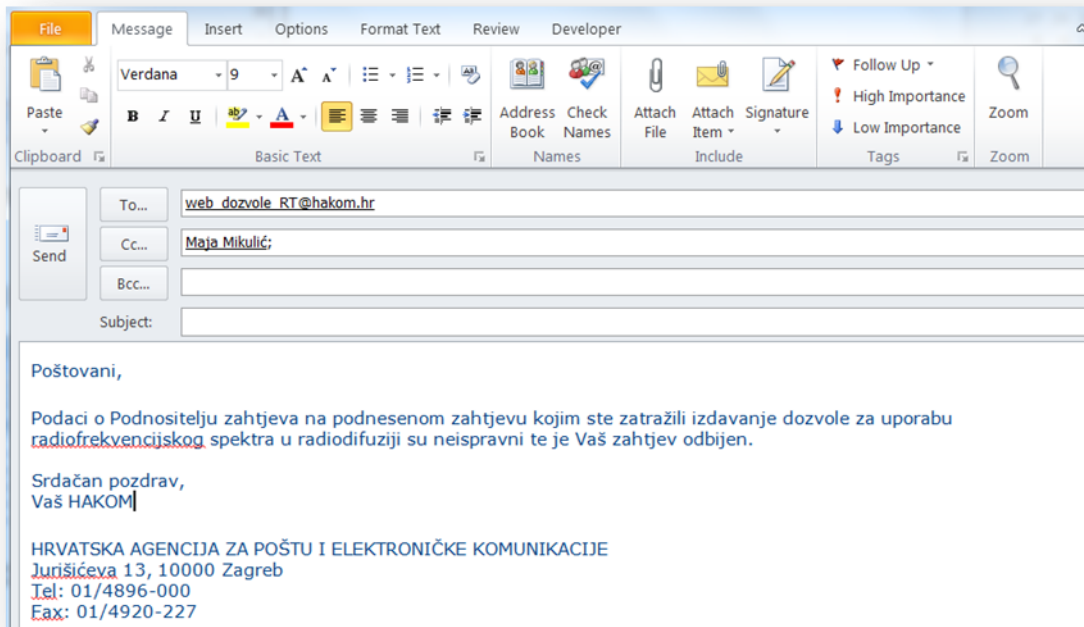 File Message Insert Options Format Text Review Developer
Verdana 9 A A Follow Up
High Importance
Paste B I U ab A Address Book Check Names Attach File Attach Item Signature Low Importance Zoom
Clipboard Basic Text Names Include Tags Zoom
To... web_dozvole_RT@hakom.hr
Send Cc... Maja Mikulić;
Bcc...
Subject:
Poštovani,
Podaci o Podnositelju zahtjeva na podnesenom zahtjevu kojim ste zatražili izdavanje dozvole za uporabu
radiofrekvencijskog spektra u radiodifuziji su neispravni te je Vaš zahtjev odbijen.
Srdačan pozdrav,
Vaš HAKOM
HRVATSKA AGENCIJA ZA POŠTU I ELEKTRONIČKE KOMUNIKACIJE
Jurišićeva 13, 10000 Zagreb
Tel: 01/4896-000
Fax: 01/4920-227